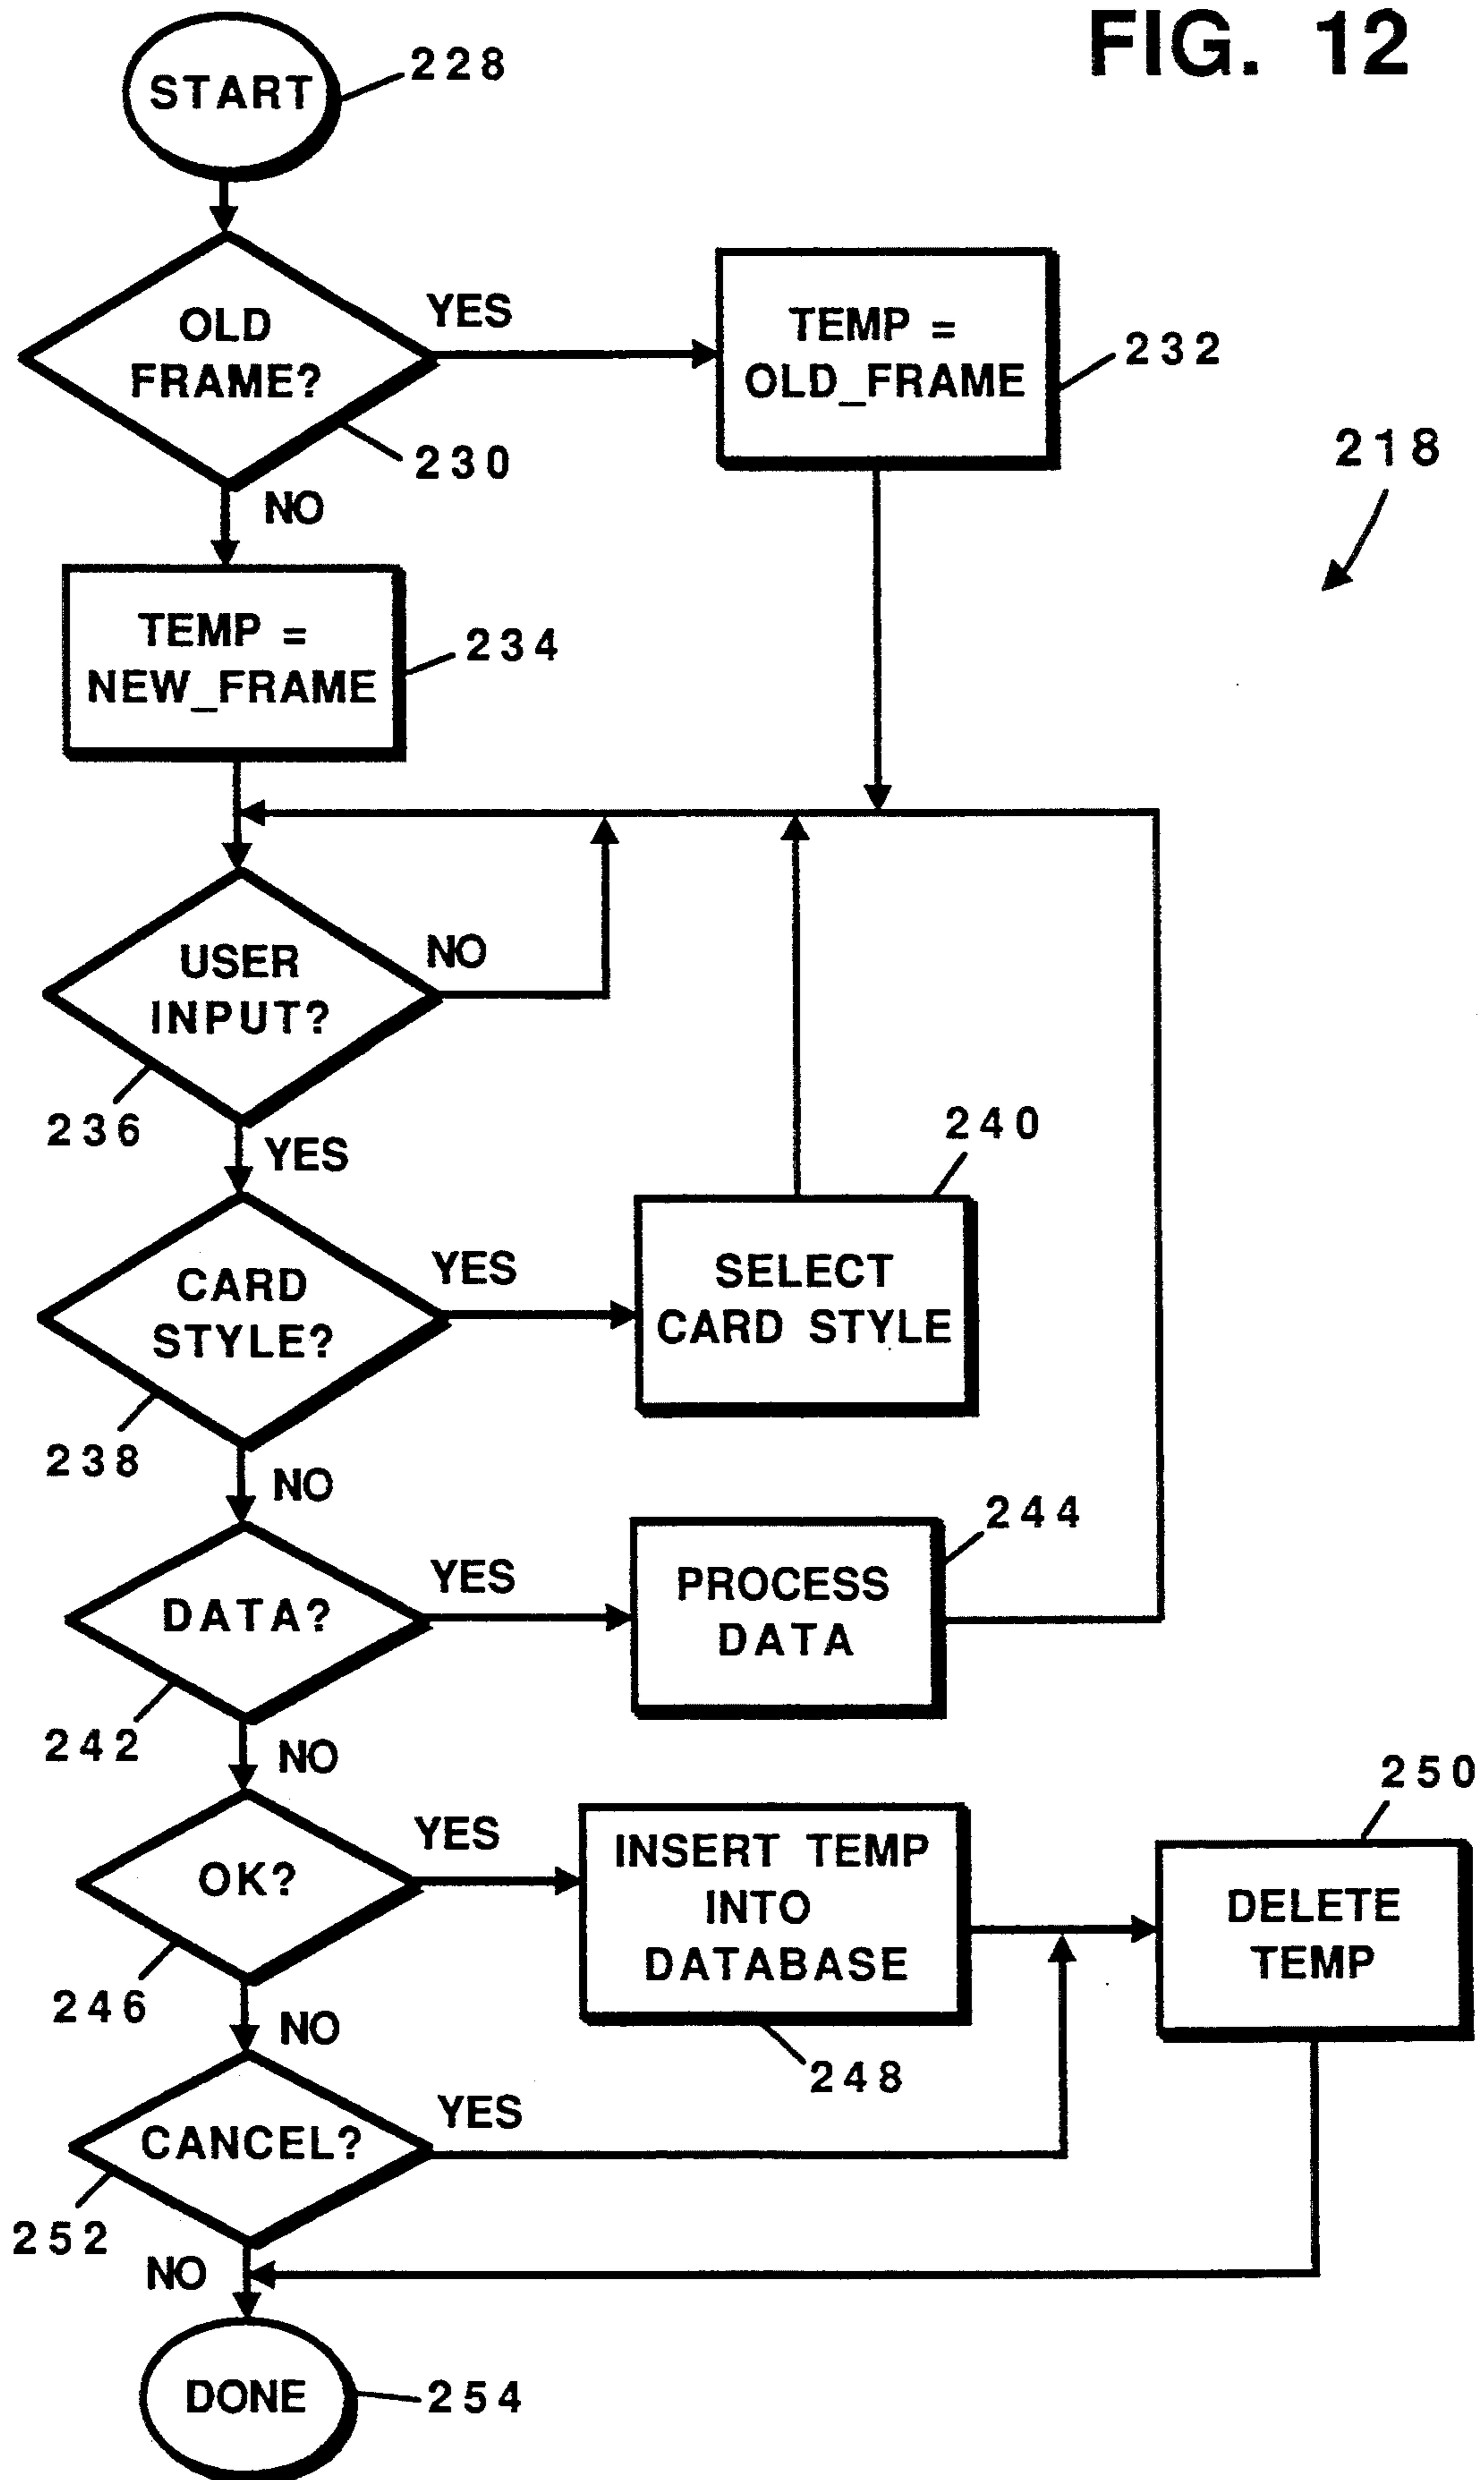 FIG. 12
START
228
OLD
FRAME?
YES
230
NO
TEMP =
OLD_FRAME
232
218
TEMP =
NEW_FRAME
234
USER
INPUT?
NO
236
YES
CARD
STYLE?
YES
238
NO
SELECT
CARD STYLE
240
DATA?
YES
242
NO
PROCESS
DATA
244
OK?
YES
246
NO
INSERT TEMP
INTO
DATABASE
248
DELETE
TEMP
250
CANCEL?
YES
252
NO
DONE
254